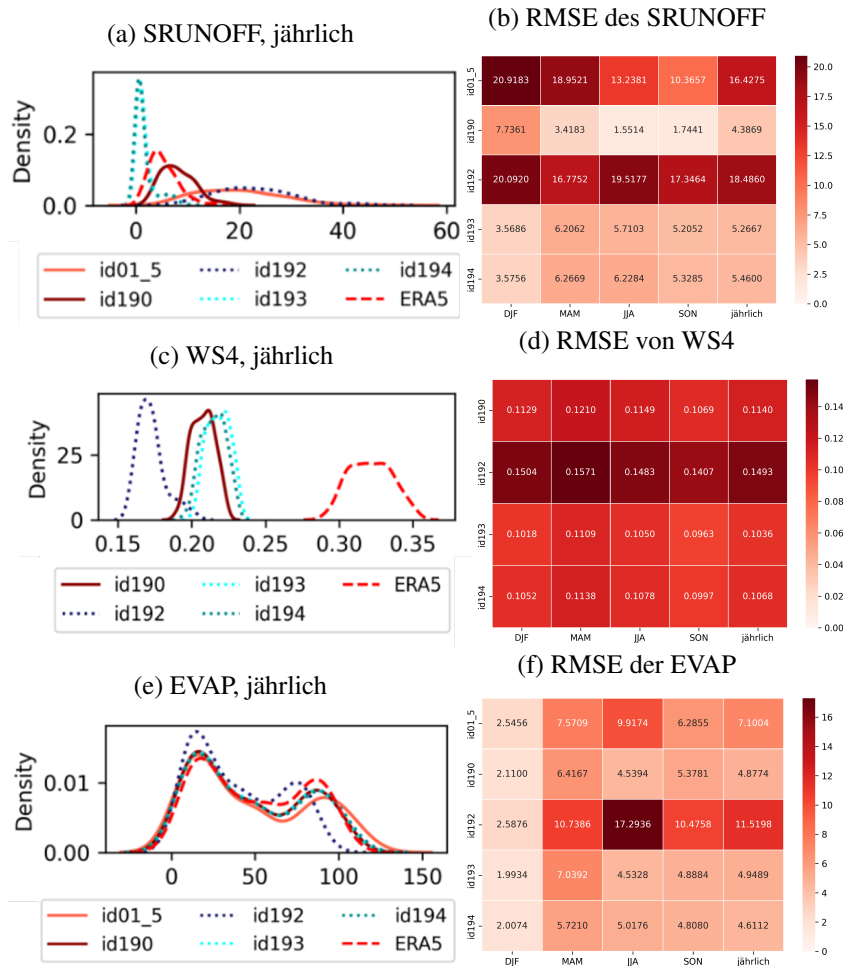 (a) SRUNOFF, jährlich
Density
0.2
0.0
0 20 40 60
id01_5 id192 id194
id190 id193 ERA5
(b) RMSE des SRUNOFF
id01_5 20.9183 18.9521 13.2381 10.3657 16.4275
id190 7.7361 3.4183 1.5514 1.7441 4.3869
id192 20.0920 16.7752 19.5177 17.3464 18.4860
id193 3.5686 6.2062 5.7103 5.2052 5.2667
id194 3.5756 6.2669 6.2284 5.3285 5.4600
DJF MAM JJA SON jährlich
20.0
17.5
15.0
12.5
10.0
7.5
5.0
2.5
0.0
(c) WS4, jährlich
Density
25
0
0.15 0.20 0.25 0.30 0.35
id190 id193 ERA5
id192 id194
(d) RMSE von WS4
id190 0.1129 0.1210 0.1149 0.1069 0.1140
id192 0.1504 0.1571 0.1483 0.1407 0.1493
id193 0.1018 0.1109 0.1050 0.0963 0.1036
id194 0.1052 0.1138 0.1078 0.0997 0.1068
DJF MAM JJA SON jährlich
0.14
0.12
0.10
0.08
0.06
0.04
0.02
0.00
(e) EVAP, jährlich
Density
0.01
0.00
0 50 100 150
id01_5 id192 id194
id190 id193 ERA5
(f) RMSE der EVAP
id01_5 2.5456 7.5709 9.9174 6.2855 7.1004
id190 2.1100 6.4167 4.5394 5.3781 4.8774
id192 2.5876 10.7386 17.2936 10.4758 11.5198
id193 1.9934 7.0392 4.5328 4.8884 4.9489
id194 2.0074 5.7210 5.0176 4.8080 4.6112
DJF MAM JJA SON jährlich
16
14
12
10
8
6
4
2
0